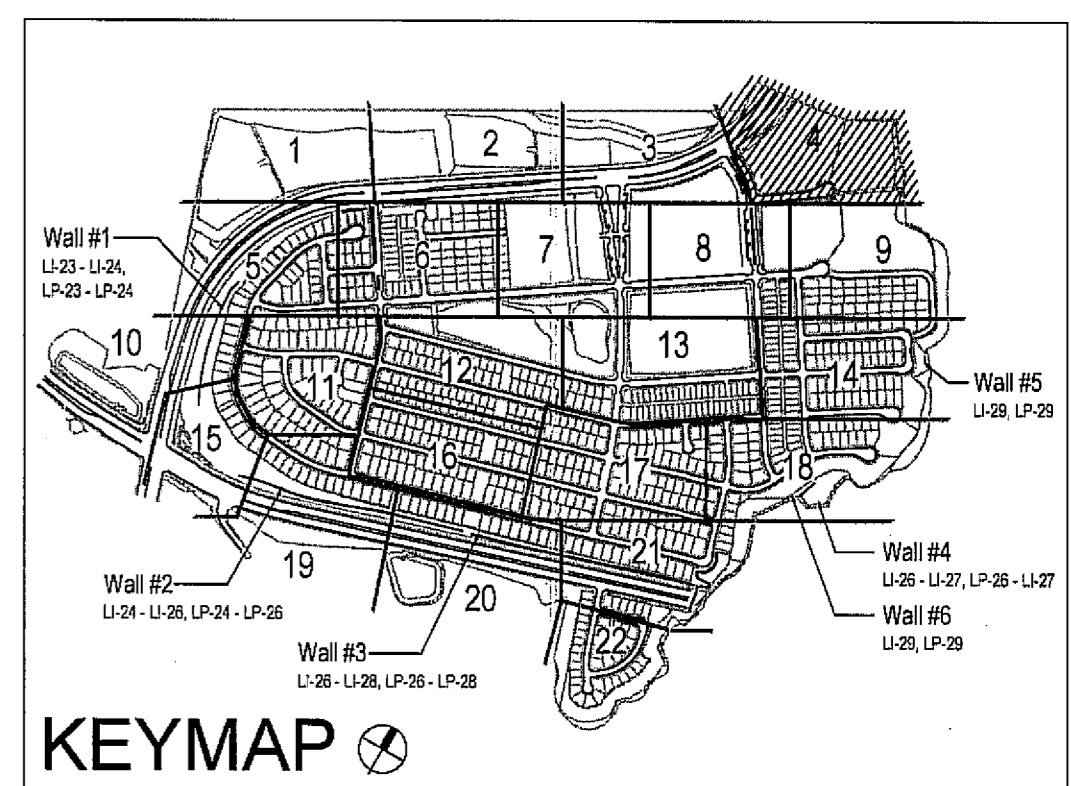 1
2
3
4
5
6
7
8
9
10
11
12
13
14
15
16
17
18
19
20
21
22
Wall #1
LI-23 - LI-24,
LP-23 - LP-24
Wall #2
LI-24 - LI-26, LP-24 - LP-26
Wall #3
LI-26 - LI-28, LP-26 - LP-28
Wall #5
LI-29, LP-29
Wall #4
LI-26 - LI-27, LP-26 - LI-27
Wall #6
LI-29, LP-29
KEYMAP